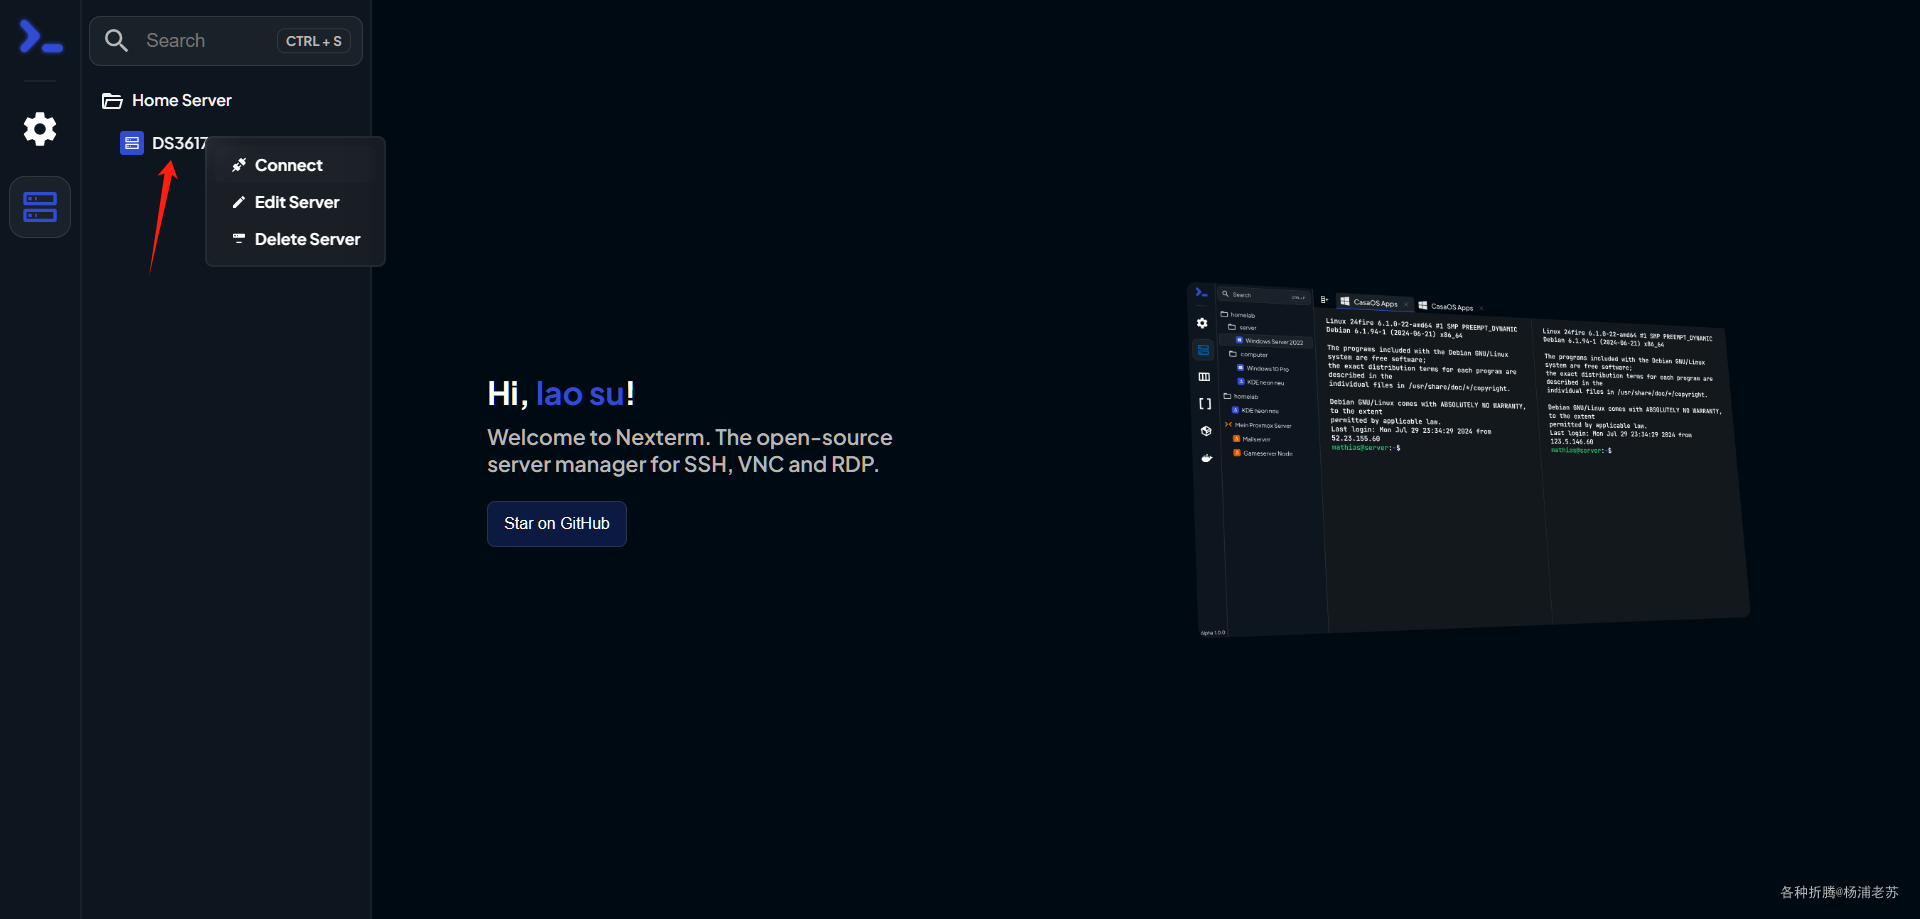 Search
CTRL + S
Home Server
DS3617
Connect
Edit Server
Delete Server
Hi, lao su!
Welcome to Nexterm. The open-source
server manager for SSH, VNC and RDP.
Star on GitHub
Search
homelab
server
Windows Server 2022
computer
Windows 10 Pro
KDE neon neu
homelab
KDE neon neu
Mein Proxmox Server
Mailserver
Gameserver Node
Alpha 1.0.0
CasaOS Apps
CasaOS Apps
Linux 24fire 6.1.0-22-amd64 #1 SMP PREEMPT_DYNAMIC
Debian 6.1.94-1 (2024-06-21) x86_64
The programs included with the Debian GNU/Linux
system are free software;
the exact distribution terms for each program are
described in the
individual files in /usr/share/doc/*/copyright.
Debian GNU/Linux comes with ABSOLUTELY NO WARRANTY,
to the extent
permitted by applicable law.
Last login: Mon Jul 29 23:34:29 2024 from
52.23.155.60
mathias@server:~$
Linux 24fire 6.1.0-22-amd64 #1 SMP PREEMPT_DYNAMIC
Debian 6.1.94-1 (2024-06-21) x86_64
The programs included with the Debian GNU/Linux
system are free software;
the exact distribution terms for each program are
described in the
individual files in /usr/share/doc/*/copyright.
Debian GNU/Linux comes with ABSOLUTELY NO WARRANTY,
to the extent
permitted by applicable law.
Last login: Mon Jul 29 23:34:29 2024 from
123.5.146.60
mathias@server:~$
各种折腾@杨浦老苏